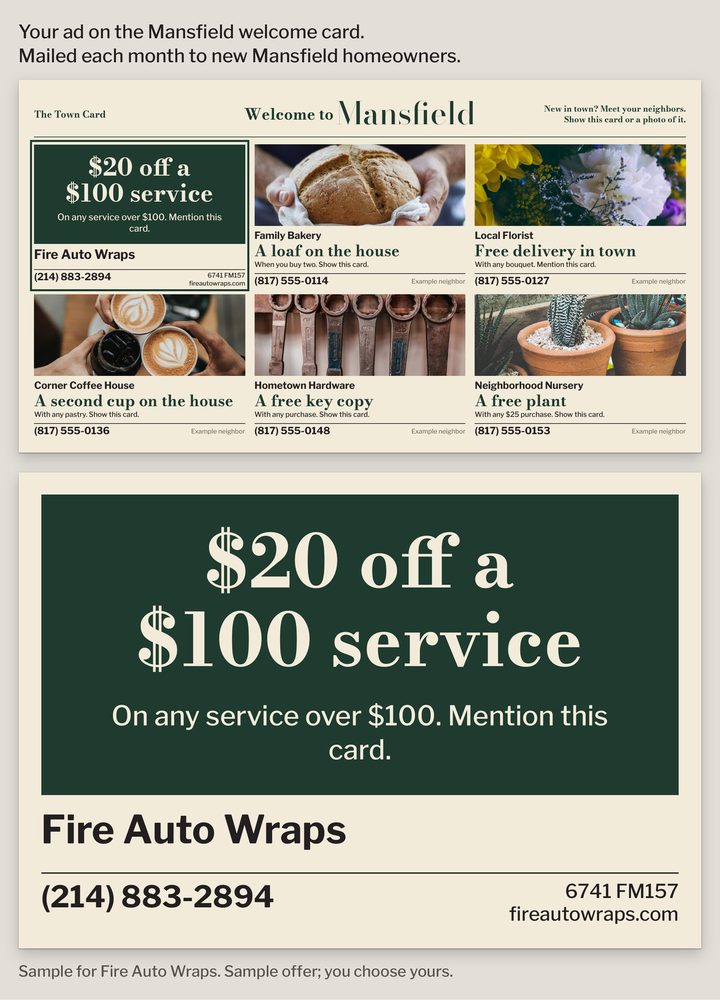 Your ad on the Mansfield welcome card.
Mailed each month to new Mansfield homeowners.
The Town Card
Welcome to Mansfield
New in town? Meet your neighbors.
Show this card or a photo of it.
$20 off a
$100 service
On any service over $100. Mention this
card.
Fire Auto Wraps
(214) 883-2894
6741 FM157
fireautowraps.com
Family Bakery
A loaf on the house
When you buy two. Show this card.
(817) 555-0114
Example neighbor
Local Florist
Free delivery in town
With any bouquet. Mention this card.
(817) 555-0127
Example neighbor
Corner Coffee House
A second cup on the house
With any pastry. Show this card.
(817) 555-0136
Example neighbor
Hometown Hardware
A free key copy
With any purchase. Show this card.
(817) 555-0148
Example neighbor
Neighborhood Nursery
A free plant
With any $25 purchase. Show this card.
(817) 555-0153
Example neighbor
$20 off a
$100 service
On any service over $100. Mention this
card.
Fire Auto Wraps
(214) 883-2894
6741 FM157
fireautowraps.com
Sample for Fire Auto Wraps. Sample offer; you choose yours.